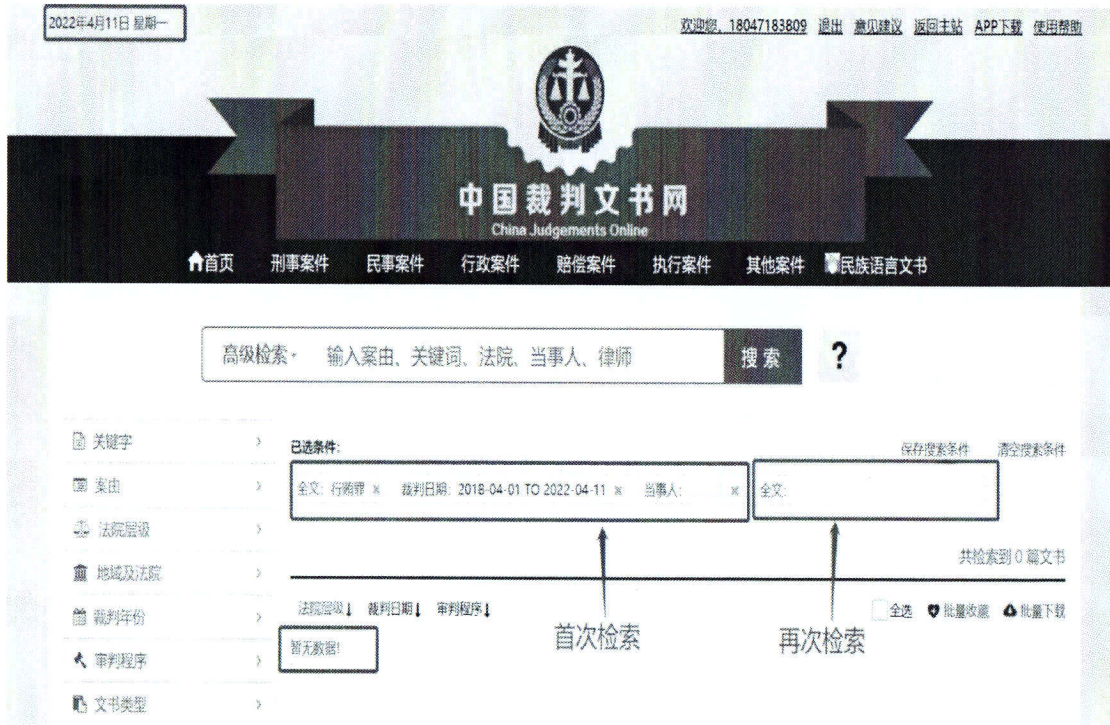 2022年4月11日 星期一
欢迎您，18047183809 退出 意见建议 返回主站 APP下载 使用帮助
中国裁判文书网
China Judgements Online
首页 刑事案件 民事案件 行政案件 赔偿案件 执行案件 其他案件 民族语言文书
高级检索 输入案由、关键词、法院、当事人、律师 搜索 ?
关键字
已选条件：
保存搜索条件 清空搜索条件
案由
全文：行贿罪 × 裁判日期：2018-04-01 TO 2022-04-11 × 当事人： × 全文：
法院层级
共检索到 0 篇文书
地域及法院
法院层级↓ 裁判日期↓ 审判程序↓
全选 批量收藏 批量下载
裁判年份
首次检索 再次检索
暂无数据!
审判程序
文书类型